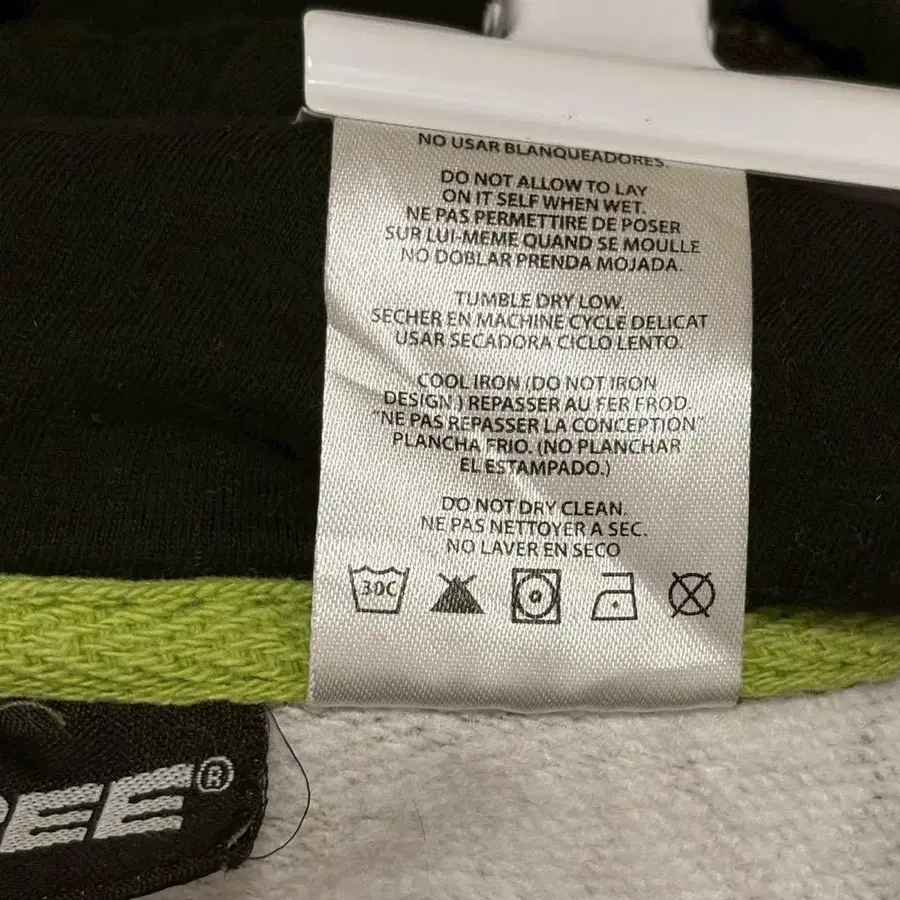 NO USAR BLANQUEADORES.
DO NOT ALLOW TO LAY
ON IT SELF WHEN WET.
NE PAS PERMETTIRE DE POSER
SUR LUI-MEME QUAND SE MOULLE
NO DOBLAR PRENDA MOJADA.
TUMBLE DRY LOW.
SECHER EN MACHINE CYCLE DELICAT
USAR SECADORA CICLO LENTO.
COOL IRON (DO NOT IRON
DESIGN.) REPASSER AU FER FROD.
"NE PAS REPASSER LA CONCEPTION"
PLANCHA FRIO. (NO PLANCHAR
EL ESTAMPADO.)
DO NOT DRY CLEAN.
NE PAS NETTOYER A SEC.
NO LAVER EN SECO
30C
EE®